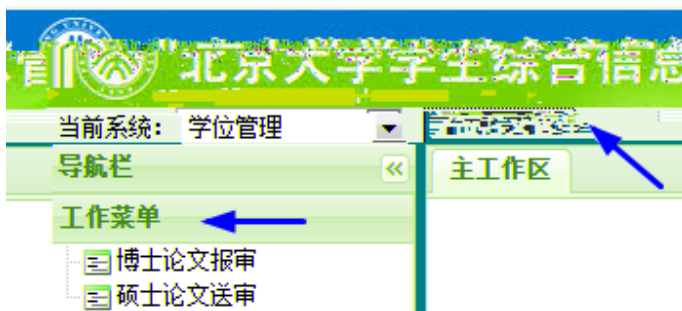 北京大学学生综合信息
当前系统： 学位管理
导航栏
主工作区
工作菜单
博士论文报审
硕士论文送审